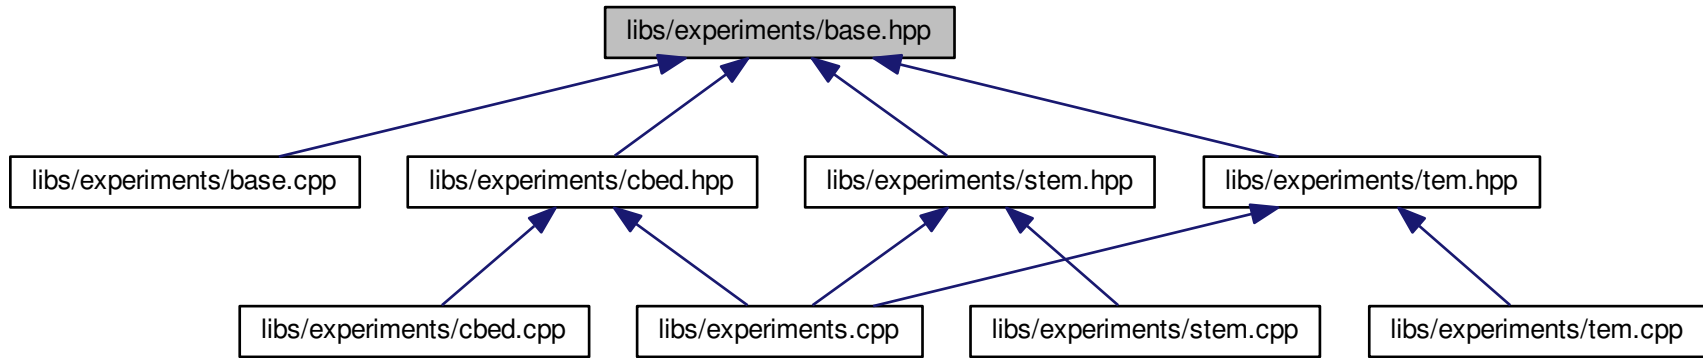 libs/experiments/base.hpp
libs/experiments/base.cpp
libs/experiments/cbed.hpp
libs/experiments/stem.hpp
libs/experiments/tem.hpp
libs/experiments/cbed.cpp
libs/experiments.cpp
libs/experiments/stem.cpp
libs/experiments/tem.cpp